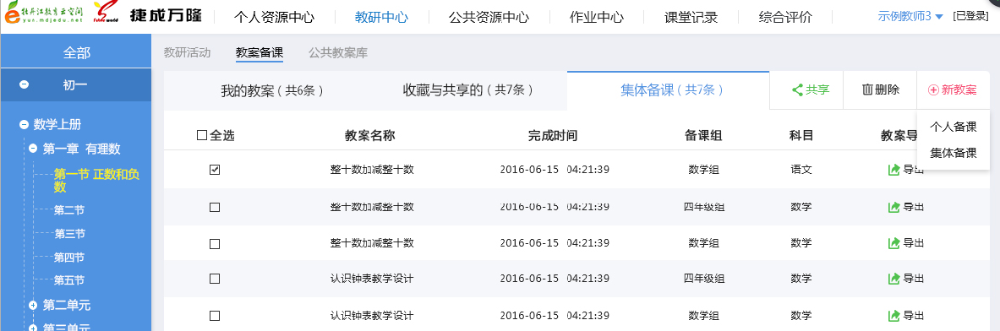 牡丹江教育云空间
yun.mdjedu.net
捷成万隆
个人资源中心
教研中心
公共资源中心
作业中心
课堂记录
综合评价
示例教师3
[已登录]
全部
教研活动
教案备课
公共教案库
初一
我的教案(共6条)
收藏与共享的(共7条)
集体备课(共7条)
共享
删除
新教案
个人备课
集体备课
数学上册
第一章 有理数
第一节 正数和负
数
第二节
第三节
第四节
第五节
第二单元
第三单元
全选 教案名称 完成时间 备课组 科目 教案导
整十数加减整十数 2016-06-15 04:21:39 数学组 语文 导出
整十数加减整十数 2016-06-15 04:21:39 四年级组 数学 导出
整十数加减整十数 2016-06-15 04:21:39 数学组 数学 导出
认识钟表教学设计 2016-06-15 04:21:39 四年级组 数学 导出
认识钟表教学设计 2016-06-15 04:21:39 数学组 数学 导出